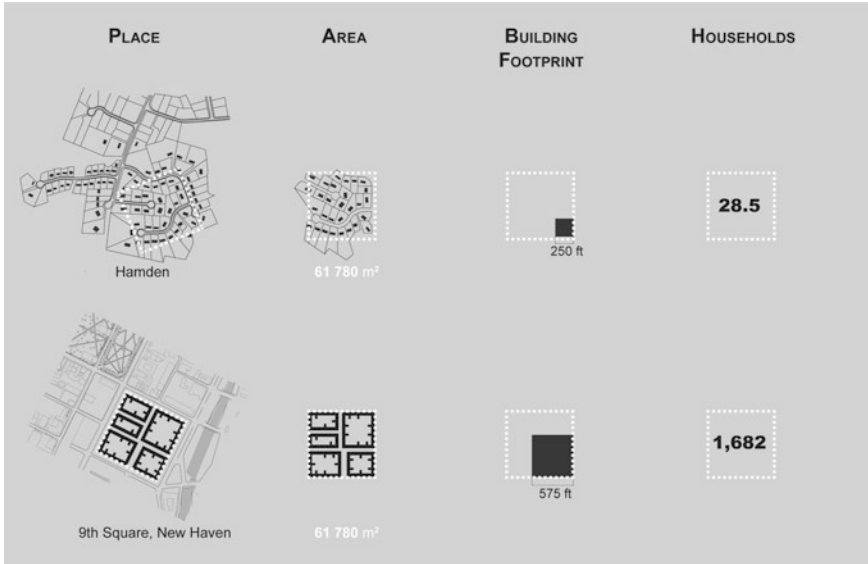 PLACE
AREA
BUILDING
FOOTPRINT
HOUSEHOLDS
28.5
250 ft
Hamden
61 780 m²
1,682
575 ft
9th Square, New Haven
61 780 m²